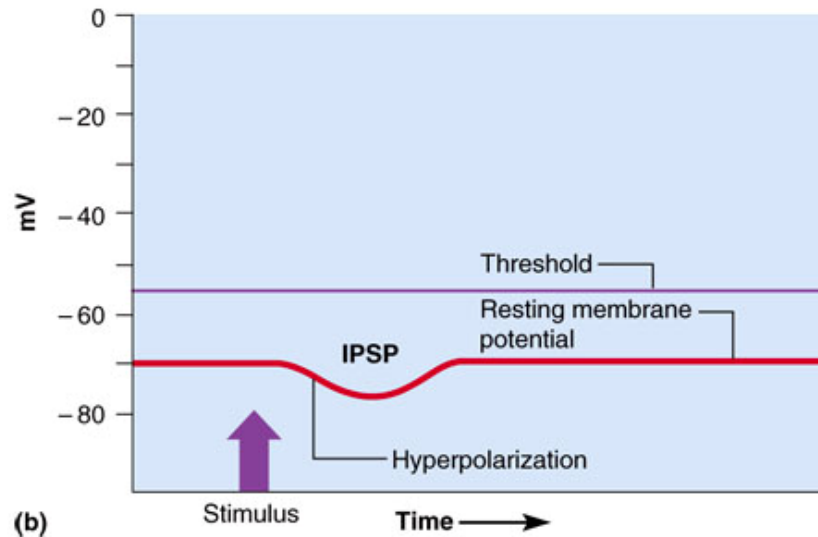 0
−20
−40
mV
Threshold
−60
Resting membrane
potential
IPSP
−80
Hyperpolarization
Stimulus
(b)
Time